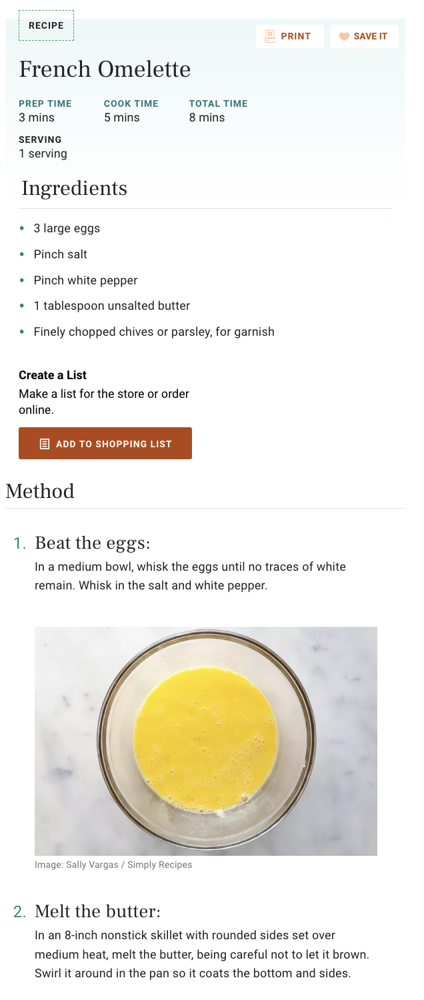 RECIPE
PRINT
SAVE IT
French Omelette
PREP TIME
3 mins
COOK TIME
5 mins
TOTAL TIME
8 mins
SERVING
1 serving
Ingredients
• 3 large eggs
• Pinch salt
• Pinch white pepper
• 1 tablespoon unsalted butter
• Finely chopped chives or parsley, for garnish
Create a List
Make a list for the store or order
online.
ADD TO SHOPPING LIST
Method
1. Beat the eggs:
In a medium bowl, whisk the eggs until no traces of white
remain. Whisk in the salt and white pepper.
Image: Sally Vargas / Simply Recipes
2. Melt the butter:
In an 8-inch nonstick skillet with rounded sides set over
medium heat, melt the butter, being careful not to let it brown.
Swirl it around in the pan so it coats the bottom and sides.